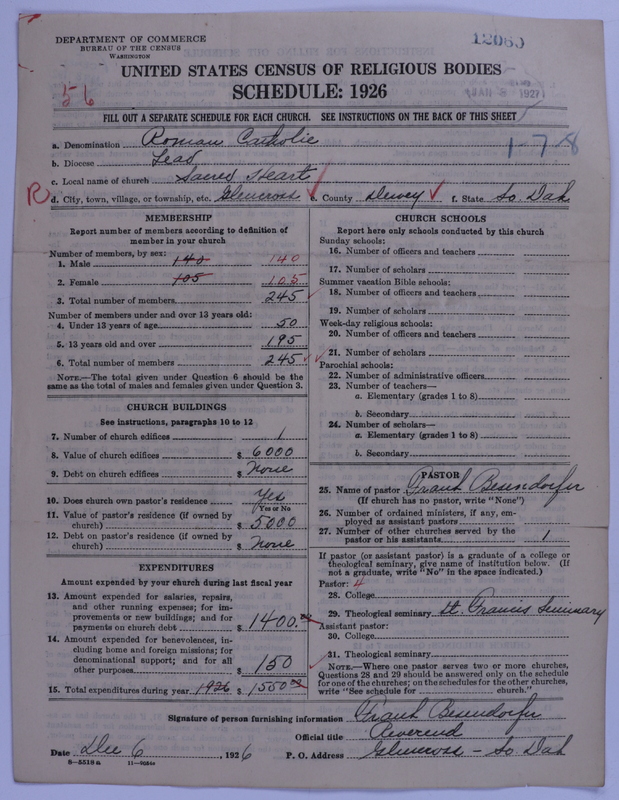 DEPARTMENT OF COMMERCE
BUREAU OF THE CENSUS
WASHINGTON
12060
UNITED STATES CENSUS OF RELIGIOUS BODIES
SCHEDULE: 1926
56
JAN 8 1927
FILL OUT A SEPARATE SCHEDULE FOR EACH CHURCH. SEE INSTRUCTIONS ON THE BACK OF THIS SHEET
a. Denomination Roman Catholic
1-7-8
b. Diocese Lead
c. Local name of church Sacred Heart
R d. City, town, village, or township, etc. Glencross e. County Dewey f. State So. Dak
MEMBERSHIP
Report number of members according to definition of
member in your church
Number of members, by sex:
1. Male 140 140
2. Female 105 105
3. Total number of members 245
Number of members under and over 13 years old:
4. Under 13 years of age 50
5. 13 years old and over 195
6. Total number of members 245
NOTE.—The total given under Question 6 should be the
same as the total of males and females given under Question 3.
CHURCH BUILDINGS
See instructions, paragraphs 10 to 12
7. Number of church edifices 1
8. Value of church edifices $ 6000
9. Debt on church edifices $ None
10. Does church own pastor's residence Yes
Yes or No
11. Value of pastor's residence (if owned by
church) $ 5000
12. Debt on pastor's residence (if owned by
church) $ None
EXPENDITURES
Amount expended by your church during last fiscal year
13. Amount expended for salaries, repairs,
and other running expenses; for im-
provements or new buildings; and for
payments on church debt $ 1400.00
14. Amount expended for benevolences, in-
cluding home and foreign missions; for
denominational support; and for all
other purposes $ 150
15. Total expenditures during year 1926 $ 1550.00
CHURCH SCHOOLS
Report here only schools conducted by this church
Sunday schools:
16. Number of officers and teachers
17. Number of scholars
Summer vacation Bible schools:
18. Number of officers and teachers
19. Number of scholars
Week-day religious schools:
20. Number of officers and teachers
21. Number of scholars
Parochial schools:
22. Number of administrative officers
23. Number of teachers—
a. Elementary (grades 1 to 8)
b. Secondary
24. Number of scholars—
a. Elementary (grades 1 to 8)
b. Secondary
PASTOR
25. Name of pastor Frank Besendorfer
(If church has no pastor, write "None")
26. Number of ordained ministers, if any, em-
ployed as assistant pastors
27. Number of other churches served by the
pastor or his assistants 1
If pastor (or assistant pastor) is a graduate of a college or
theological seminary, give name of institution below. (If
not a graduate, write "No" in the space indicated.)
Pastor: 4
28. College
29. Theological seminary St. Francis Seminary
Assistant pastor:
30. College
31. Theological seminary
NOTE.—Where one pastor serves two or more churches,
Questions 28 and 29 should be answered only on the schedule
for one of the churches; on the schedules for the other churches,
write "See schedule for church."
Signature of person furnishing information Frank Besendorfer
Official title Reverend
Date Dec 6, 1926 P. O. Address Glencross - So Dak
8—5518a 11—9034a